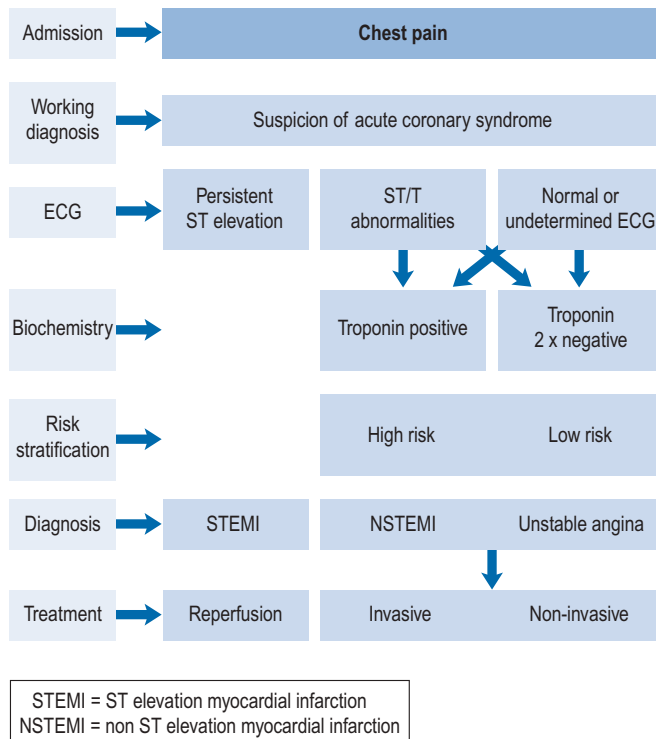 Admission
Chest pain
Working
diagnosis
Suspicion of acute coronary syndrome
ECG
Persistent
ST elevation
ST/T
abnormalities
Normal or
undetermined ECG
Biochemistry
Troponin positive
Troponin
2 x negative
Risk
stratification
High risk
Low risk
Diagnosis
STEMI
NSTEMI
Unstable angina
Treatment
Reperfusion
Invasive
Non-invasive
STEMI = ST elevation myocardial infarction
NSTEMI = non ST elevation myocardial infarction